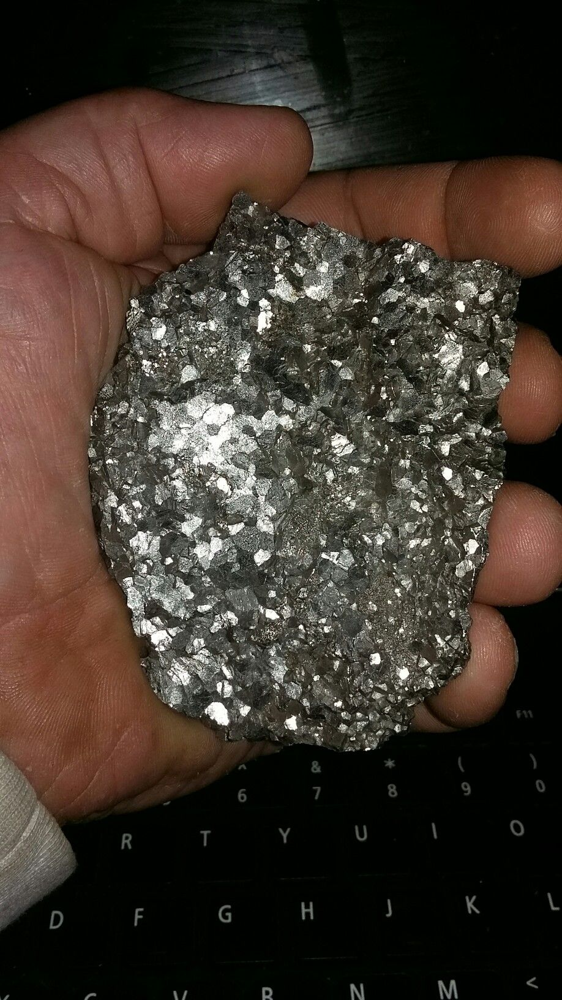 F11
^ & * ( )
6 7 8 9 0
R T Y U I O
D F G H J K L
V B N M <